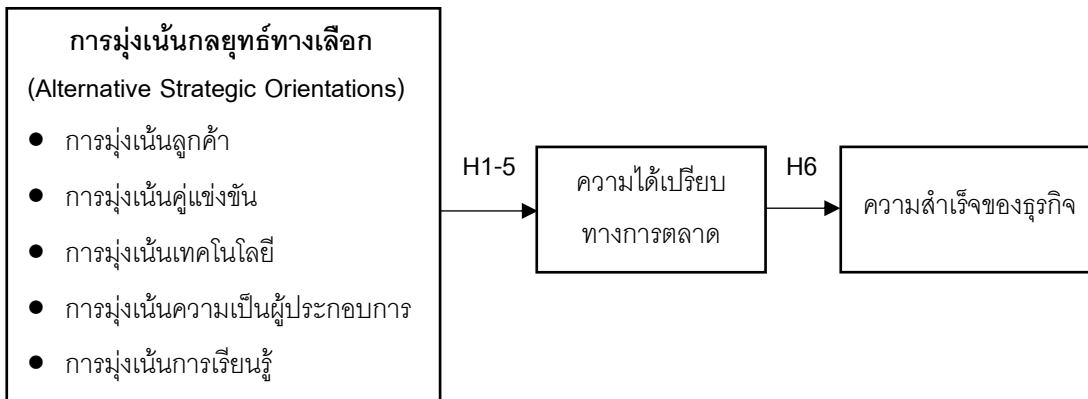 การมุ่งเน้นกลยุทธ์ทางเลือก
(Alternative Strategic Orientations)
● การมุ่งเน้นลูกค้า
● การมุ่งเน้นคู่แข่งขัน
● การมุ่งเน้นเทคโนโลยี
● การมุ่งเน้นความเป็นผู้ประกอบการ
● การมุ่งเน้นการเรียนรู้
H1-5
ความได้เปรียบ
ทางการตลาด
H6
ความสำเร็จของธุรกิจ